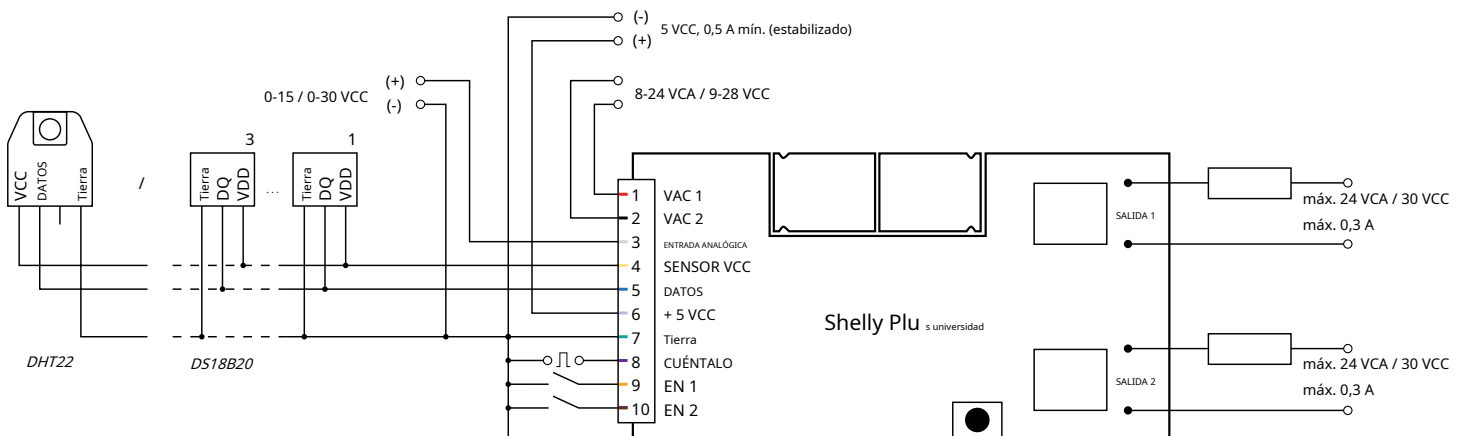 (-)
5 VCC, 0,5 A mín. (estabilizado)
(+)
(+)
0-15 / 0-30 VCC
(-)
8-24 VCA / 9-28 VCC
3
1
VCC
DATOS
Tierra
/
Tierra
DQ
VDD
...
Tierra
DQ
VDD
1 VAC 1
2 VAC 2
3 ENTRADA ANALÓGICA
4 SENSOR VCC
5 DATOS
6 + 5 VCC
7 Tierra
8 CUÉNTALO
9 EN 1
10 EN 2
DHT22
DS18B20
Shelly Plu s universidad
SALIDA 1
máx. 24 VCA / 30 VCC
máx. 0,3 A
SALIDA 2
máx. 24 VCA / 30 VCC
máx. 0,3 A